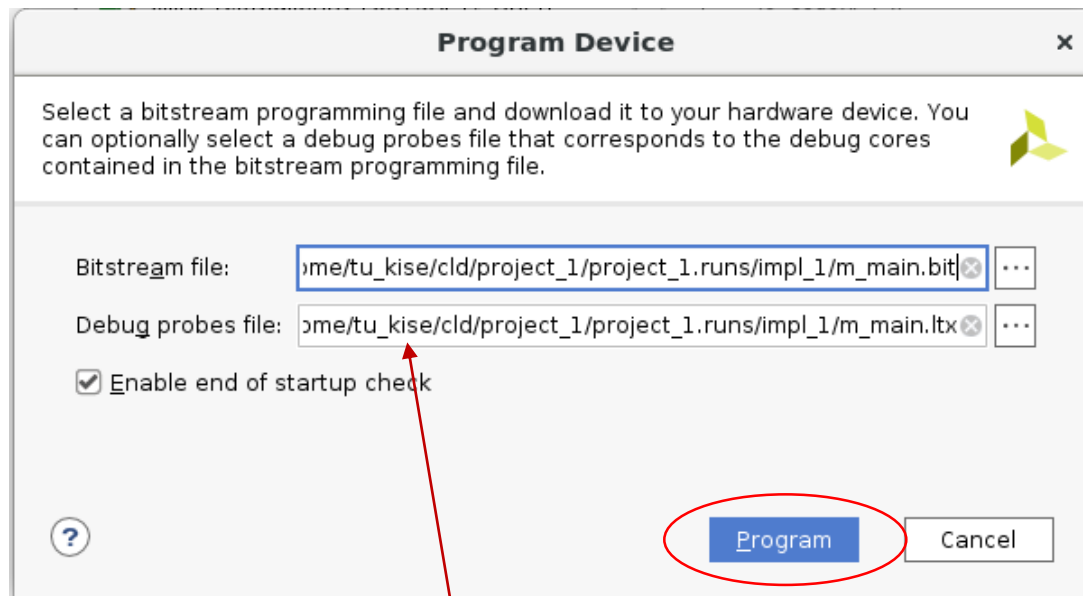 Program Device
Select a bitstream programming file and download it to your hardware device. You
can optionally select a debug probes file that corresponds to the debug cores
contained in the bitstream programming file.
Bitstream file: ome/tu_kise/cld/project_1/project_1.runs/impl_1/m_main.bit
Debug probes file: ome/tu_kise/cld/project_1/project_1.runs/impl_1/m_main.ltx
Enable end of startup check
? Program Cancel